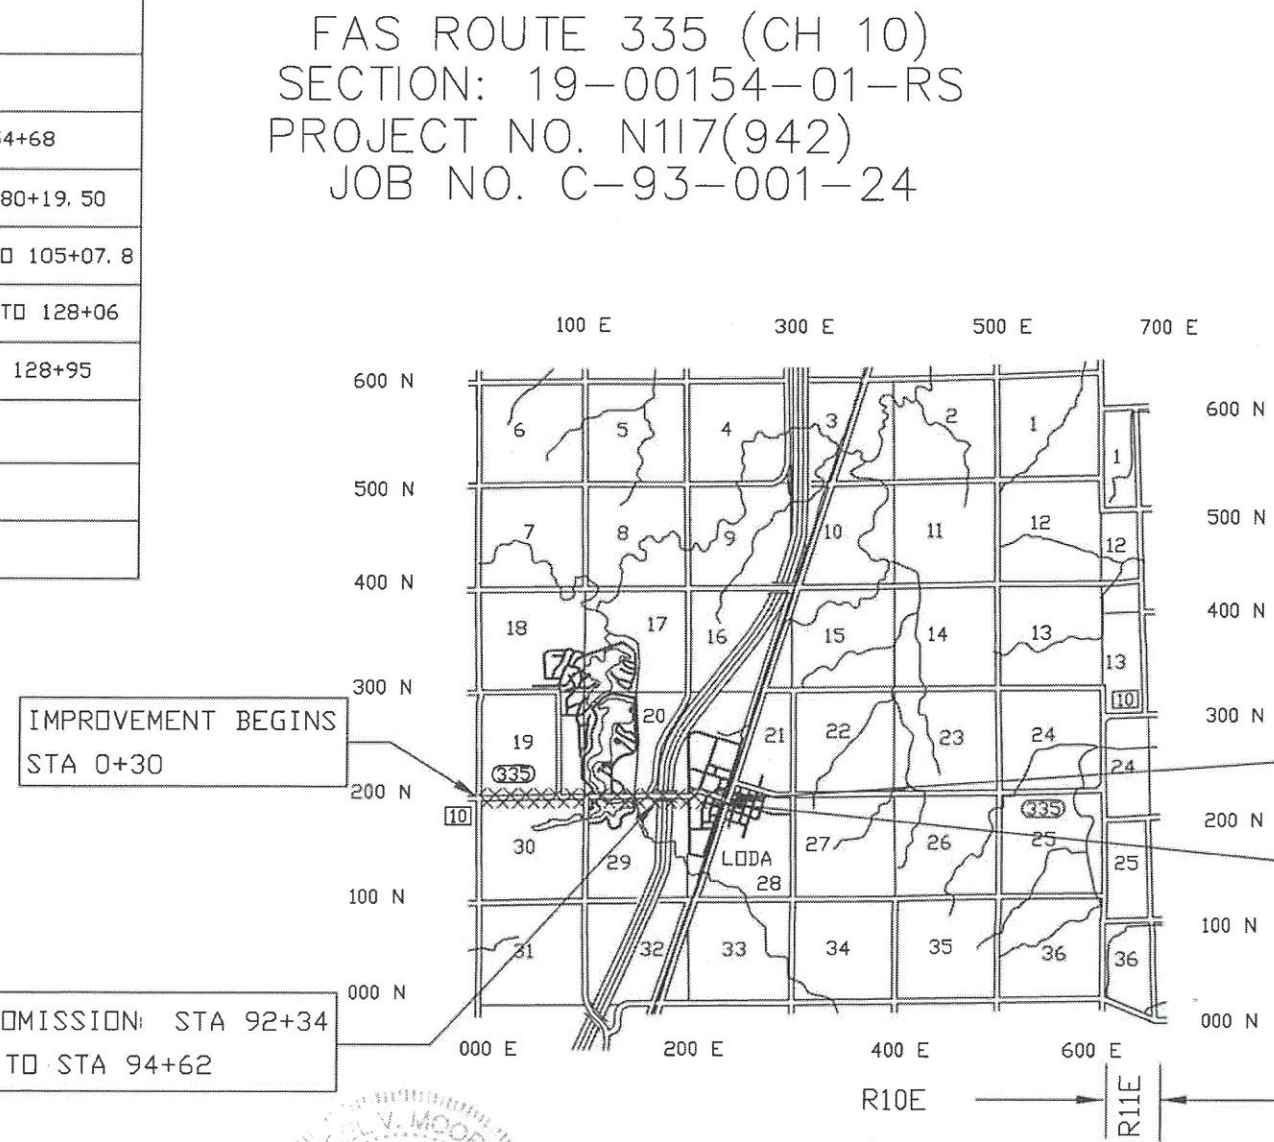 FAS ROUTE 335 (CH 10)
SECTION: 19-00154-01-RS
PROJECT NO. N1I7(942)
JOB NO. C-93-001-24
4+68
80+19.50
O 105+07.8
TO 128+06
128+95
100 E 300 E 500 E 700 E
600 N
6 5 4 3 2 1
600 N
1
500 N
500 N
7 8 9 10 11 12
12
400 N
400 N
18 17 16 15 14 13
13
10
300 N
300 N
IMPROVEMENT BEGINS
STA 0+30
19 20 21 22 23 24
24
335
335
200 N
10
200 N
30 29 LODA 28 27 26 25
25
100 N
100 N
31 32 33 34 35 36
36
000 N
000 N
OMISSION: STA 92+34
TO STA 94+62
000 E 200 E 400 E 600 E
R10E
R11E
V. MOOR